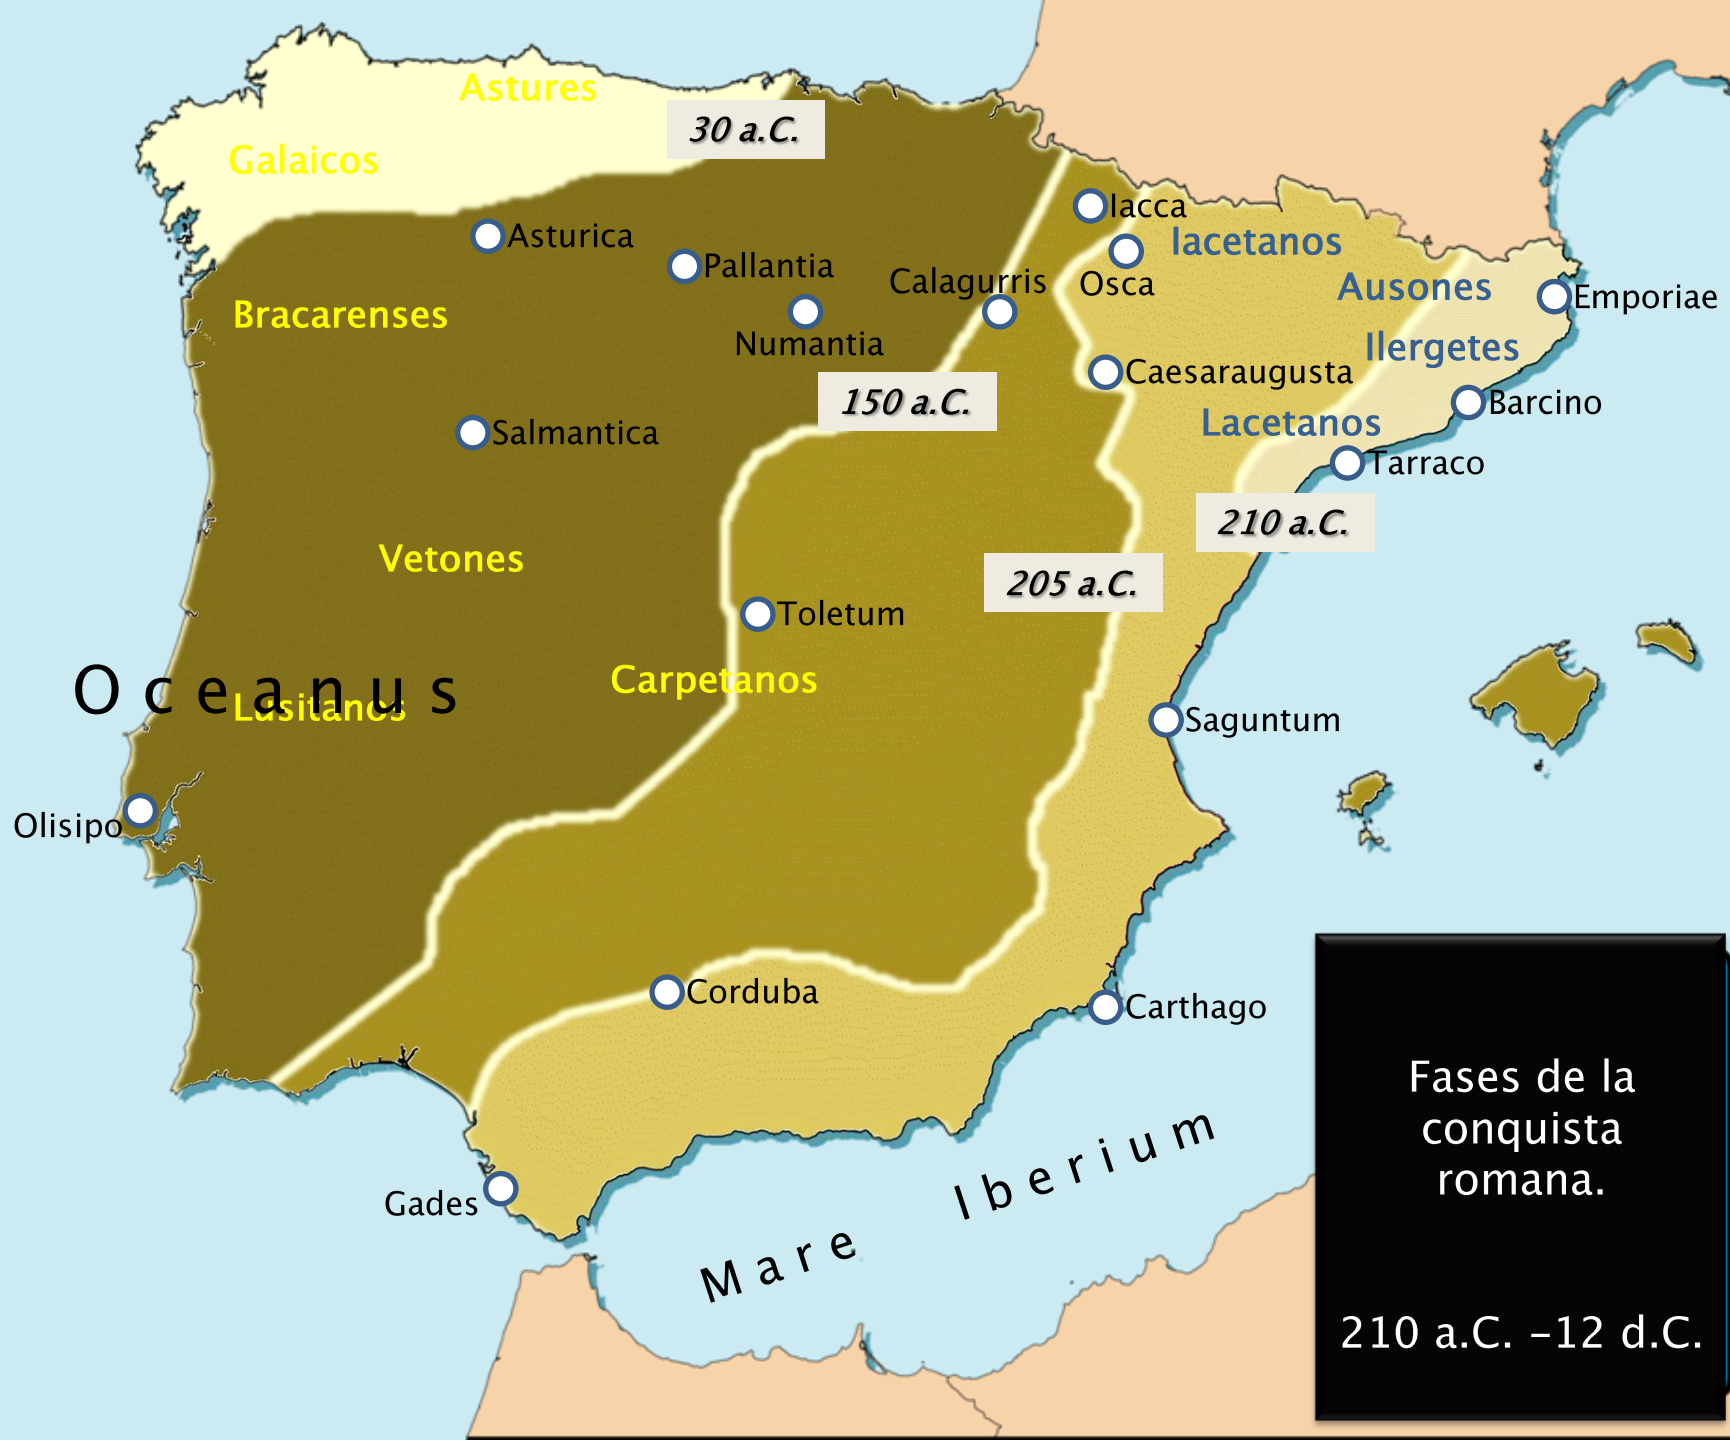 Astures
30 a.C.
Galaicos
Iacca
Asturica
Iacetanos
Pallantia
Calagurris
Osca
Ausones
Emporiae
Bracarenses
Numantia
Ilergetes
Caesaraugusta
150 a.C.
Barcino
Lacetanos
Salmantica
Tarraco
210 a.C.
Vetones
205 a.C.
Toletum
Carpetanos
Oceanus
Lusitanos
Saguntum
Olisipo
Corduba
Carthago
Gades
Mare Iberium
Fases de la
conquista
romana.
210 a.C. -12 d.C.